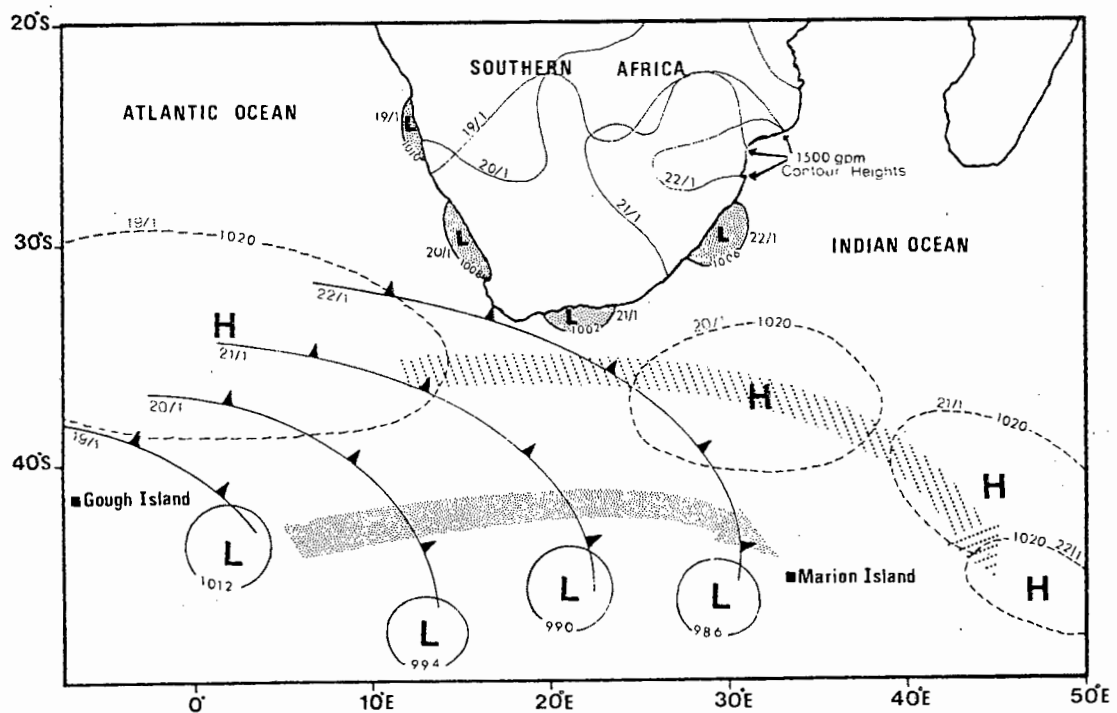 20°S
SOUTHERN AFRICA
ATLANTIC OCEAN
19/1
L
1010
19/1
20/1
1500 gpm
Contour Heights
22/1
21/1
30°S
19/1
1020
L
20/1
1008
L
22/1
1006
INDIAN OCEAN
22/1
L
21/1
1002
H
21/1
20/1
1020
H
20/1
21/1
1020
19/1
40°S
Gough Island
H
L
1012
1020
22/1
Marion Island
H
L
990
L
986
L
994
0°
10°E
20°E
30°E
40°E
50°E